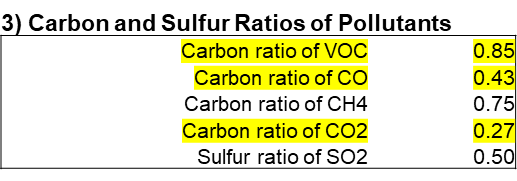 3) Carbon and Sulfur Ratios of Pollutants
Carbon ratio of VOC 0.85
Carbon ratio of CO 0.43
Carbon ratio of CH4 0.75
Carbon ratio of CO2 0.27
Sulfur ratio of SO2 0.50